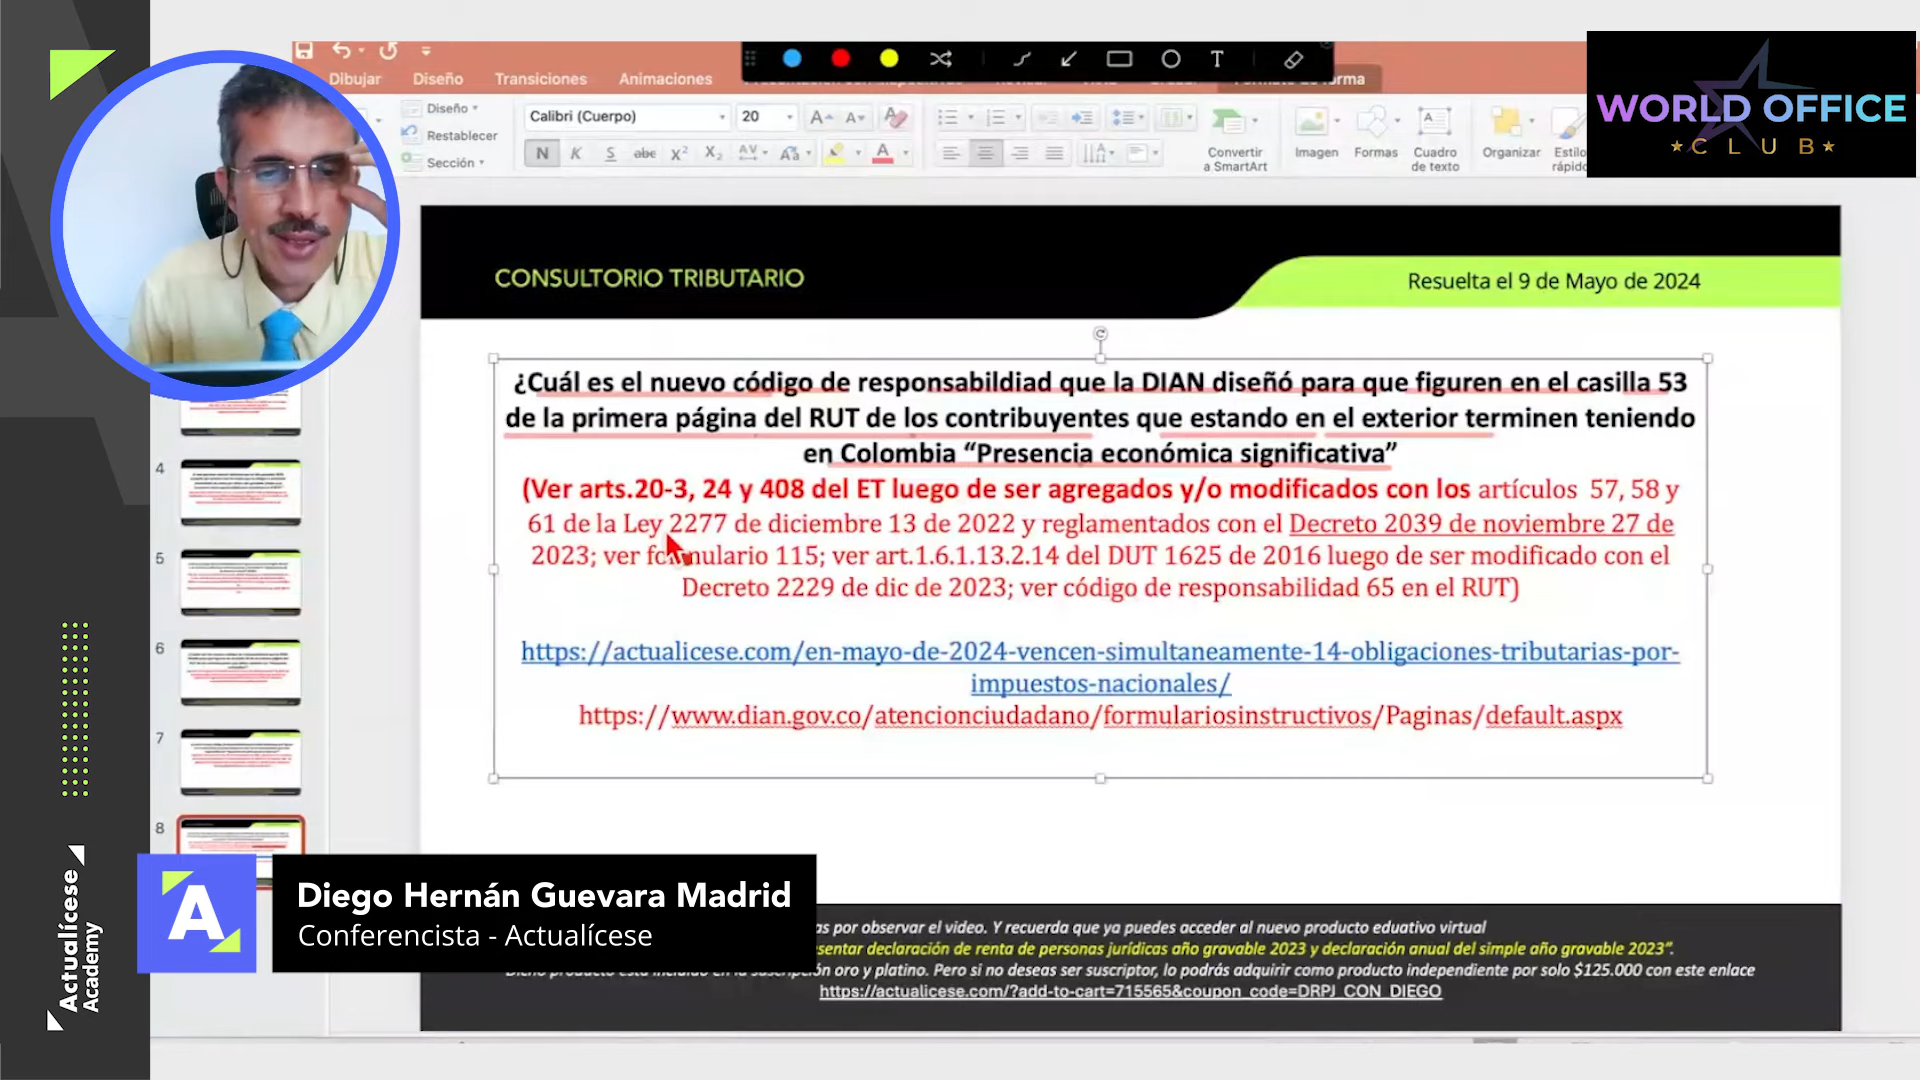 Dibujar Diseño Transiciones Animaciones
Diseño
Restablecer
Sección
Calibri (Cuerpo) 20
N K S abc X² X₂ AV Aa A
Convertir
a SmartArt
Imagen Formas Cuadro
de texto
Organizar Estilo
rápido
WORLD OFFICE
CLUB
CONSULTORIO TRIBUTARIO
Resuelta el 9 de Mayo de 2024
¿Cuál es el nuevo código de responsabildiad que la DIAN diseñó para que figuren en el casilla 53
de la primera página del RUT de los contribuyentes que estando en el exterior terminen teniendo
en Colombia “Presencia económica significativa”
(Ver arts.20-3, 24 y 408 del ET luego de ser agregados y/o modificados con los artículos 57, 58 y
61 de la Ley 2277 de diciembre 13 de 2022 y reglamentados con el Decreto 2039 de noviembre 27 de
2023; ver formulario 115; ver art.1.6.1.13.2.14 del DUT 1625 de 2016 luego de ser modificado con el
Decreto 2229 de dic de 2023; ver código de responsabilidad 65 en el RUT)
https://actualicese.com/en-mayo-de-2024-vencen-simultaneamente-14-obligaciones-tributarias-por-
impuestos-nacionales/
https://www.dian.gov.co/atencionciudadano/formulariosinstructivos/Paginas/default.aspx
4
5
6
7
8
Actualícese
Academy
A
Diego Hernán Guevara Madrid
Conferencista - Actualícese
por observar el video. Y recuerda que ya puedes acceder al nuevo producto eduativo virtual
sentar declaración de renta de personas jurídicas año gravable 2023 y declaración anual del simple año gravable 2023”.
suscripción oro y platino. Pero si no deseas ser suscriptor, lo podrás adquirir como producto independiente por solo $125.000 con este enlace
https://actualicese.com/?add-to-cart=715565&coupon_code=DRPJ_CON_DIEGO